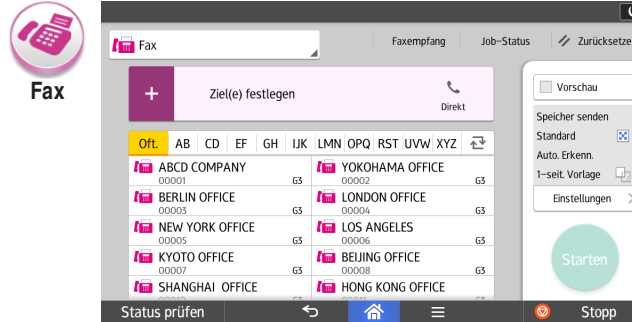 Fax
Fax
Faxempfang
Job-Status
Zurücksetze
+
Ziel(e) festlegen
Direkt
Oft. AB CD EF GH IJK LMN OPQ RST UVW XYZ
ABCD COMPANY
00001 G3
YOKOHAMA OFFICE
00002 G3
BERLIN OFFICE
00003 G3
LONDON OFFICE
00004 G3
NEW YORK OFFICE
00005 G3
LOS ANGELES
00006 G3
KYOTO OFFICE
00007 G3
BEIJING OFFICE
00008 G3
SHANGHAI OFFICE
HONG KONG OFFICE
Vorschau
Speicher senden
Standard
Auto. Erkenn.
1-seit. Vorlage
Einstellungen
Starten
Status prüfen
Stopp